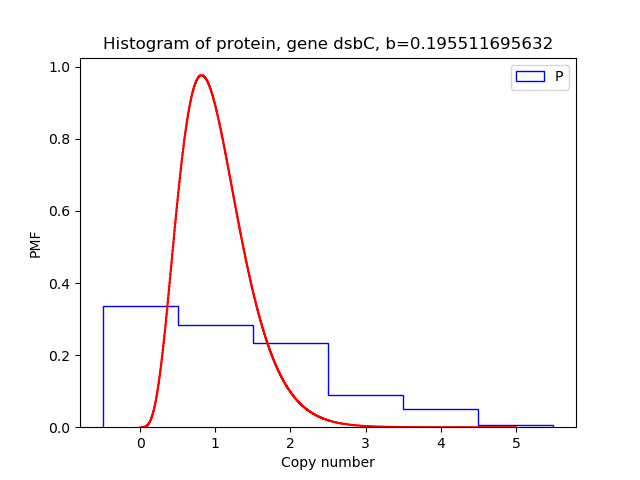 Histogram of protein, gene dsbC, b=0.195511695632
P
1.0
0.8
0.6
0.4
0.2
0.0
PMF
0 1 2 3 4 5
Copy number